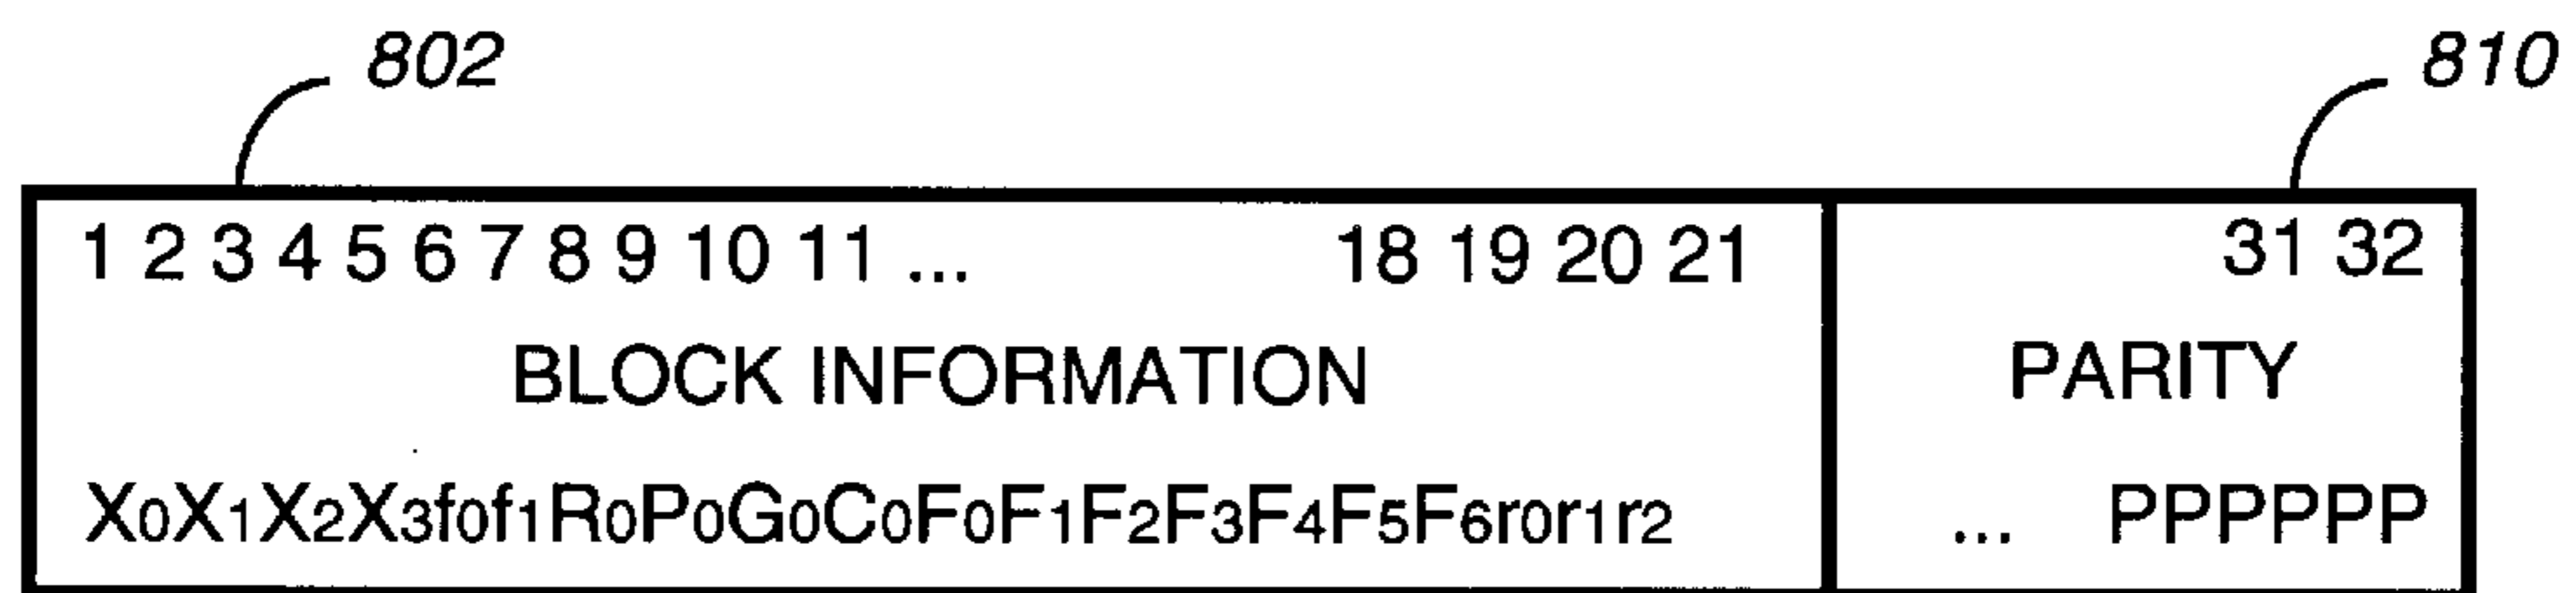 802 810
1 2 3 4 5 6 7 8 9 10 11 ... 18 19 20 21 31 32
BLOCK INFORMATION PARITY
X0X1X2X3f0f1R0P0G0C0F0F1F2F3F4F5F6r0r1r2 ... PPPPPP